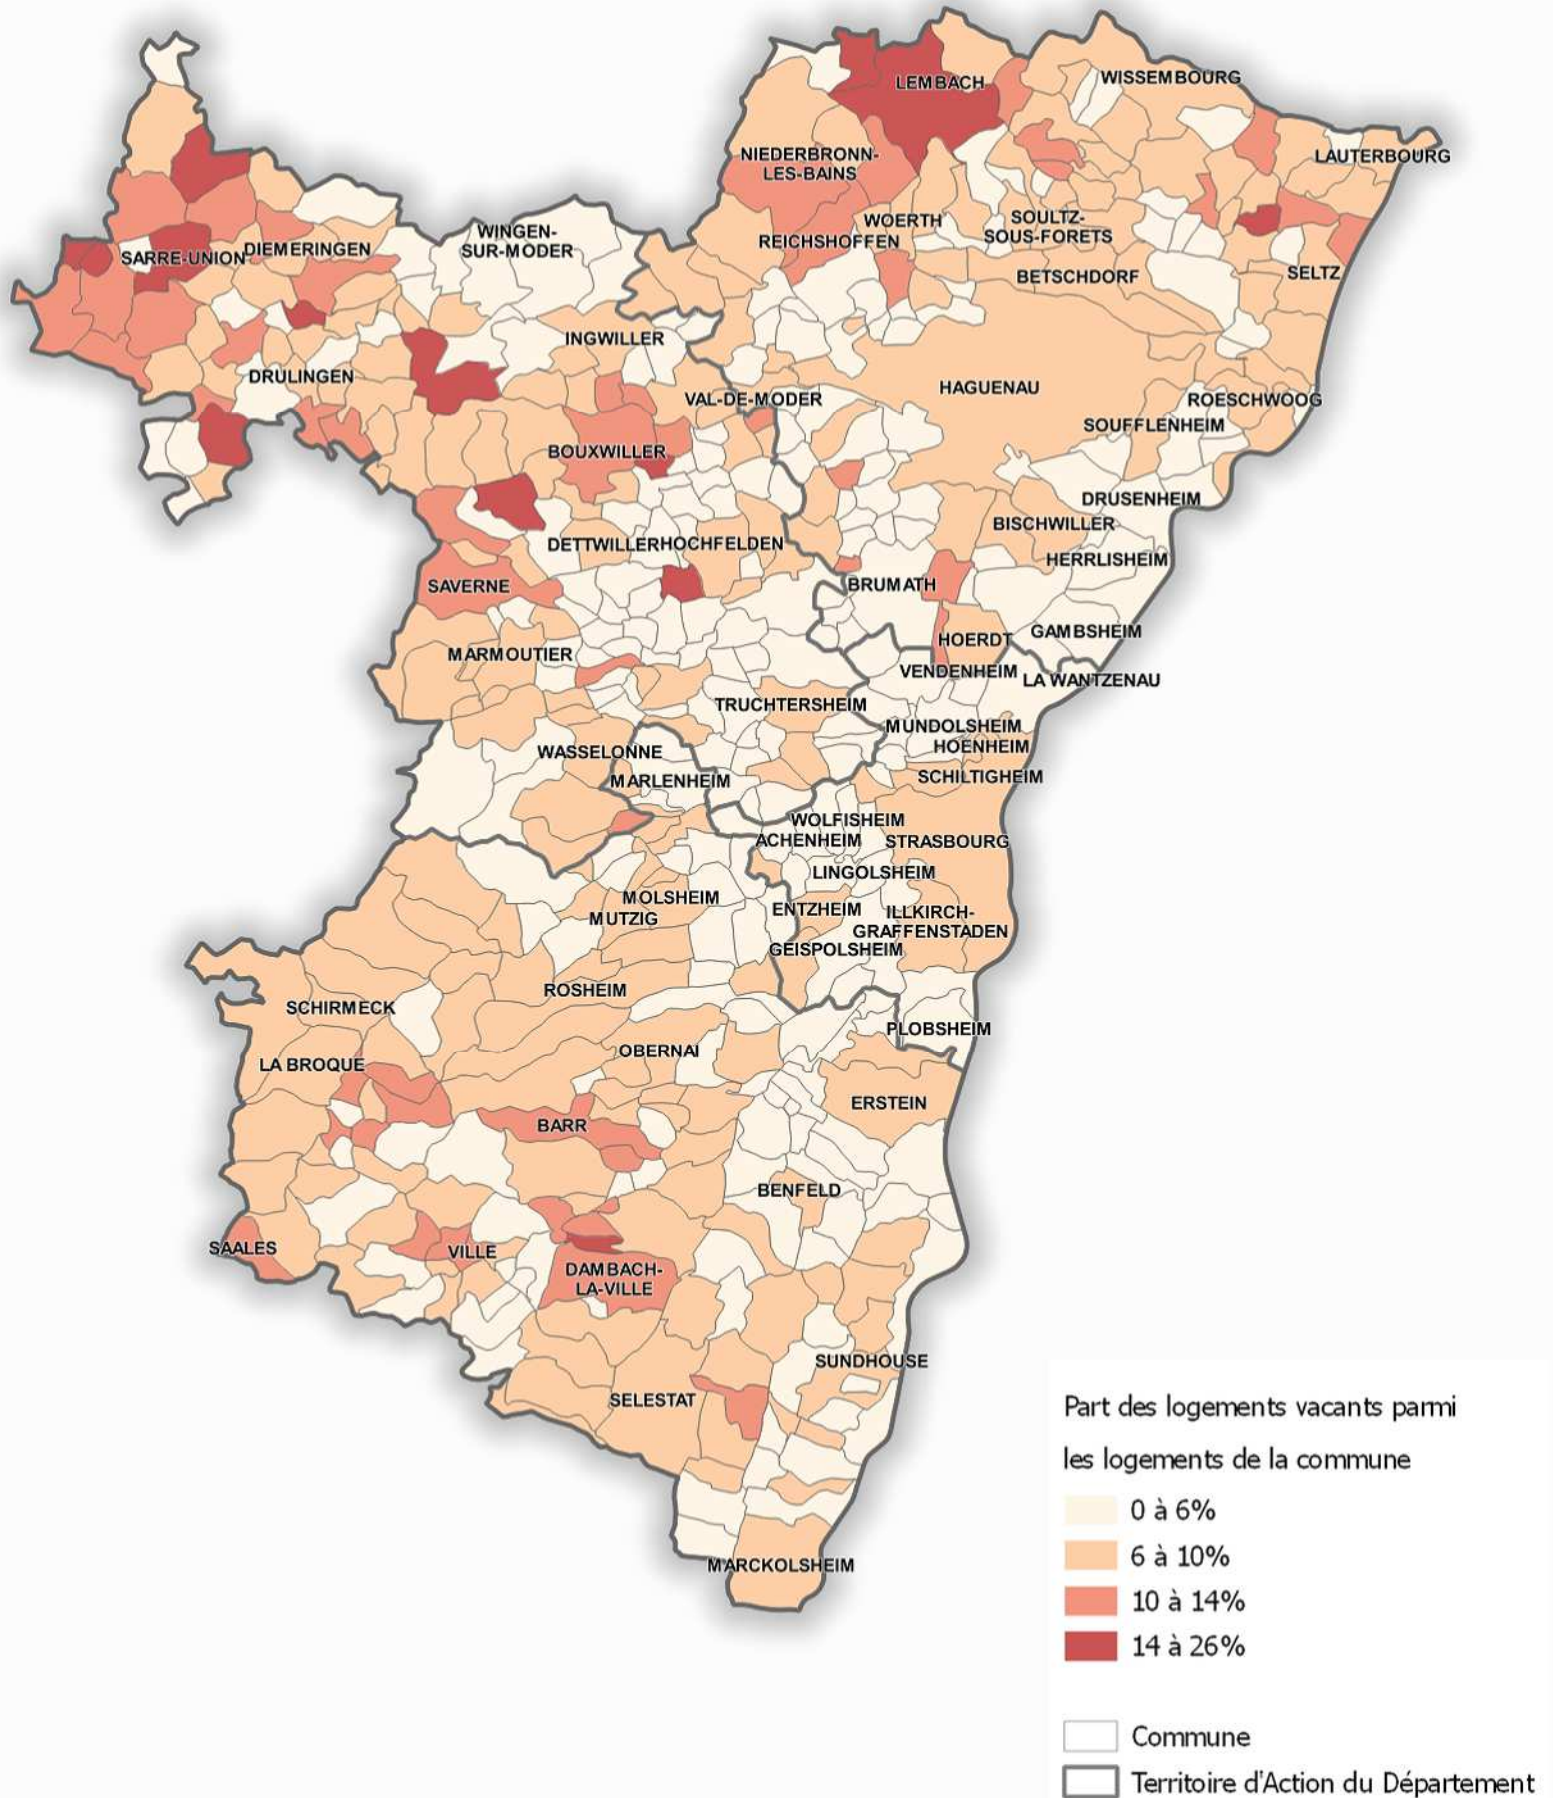 LEMBACH
WISSEMBOURG
NIEDERBRONN-
LES-BAINS
LAUTERBOURG
WOERTH
SOULTZ-
SOUS-FORETS
REICHSHOFFEN
WINGEN-
SUR-MODER
SARRE-UNION
DIEMERINGEN
BETSCHDORF
SELTZ
INGWILLER
DRULINGEN
HAGUENAU
VAL-DE-MODER
ROESCHWOOG
SOUFFLENHEIM
BOUXWILLER
DRUSENHEIM
BISCHWILLER
DETTWILLER
HOCHFELDEN
HERRLISHEIM
SAVERNE
BRUMATH
HOERDT
GAMBSHEIM
MARMOUTIER
VENDENHEIM
LA WANTZENAU
TRUCHTERSHEIM
MUNDOLSHEIM
HOENHEIM
WASSELONNE
MARLENHEIM
SCHILTIGHEIM
WOLFISHEIM
ACHENHEIM
STRASBOURG
LINGOLSHEIM
MOLSHEIM
MUTZIG
ENTZHEIM
ILLKIRCH-
GRAFFENSTADEN
GEISPOLSHEIM
ROSHEIM
SCHIRMECK
PLOBSHEIM
OBERNAI
LA BROQUE
ERSTEIN
BARR
BENFELD
SAALES
VILLE
DAMBACH-
LA-VILLE
SUNDHOUSE
SELESTAT
MARCKOLSHEIM
Part des logements vacants parmi
les logements de la commune
0 à 6%
6 à 10%
10 à 14%
14 à 26%
Commune
Territoire d'Action du Département